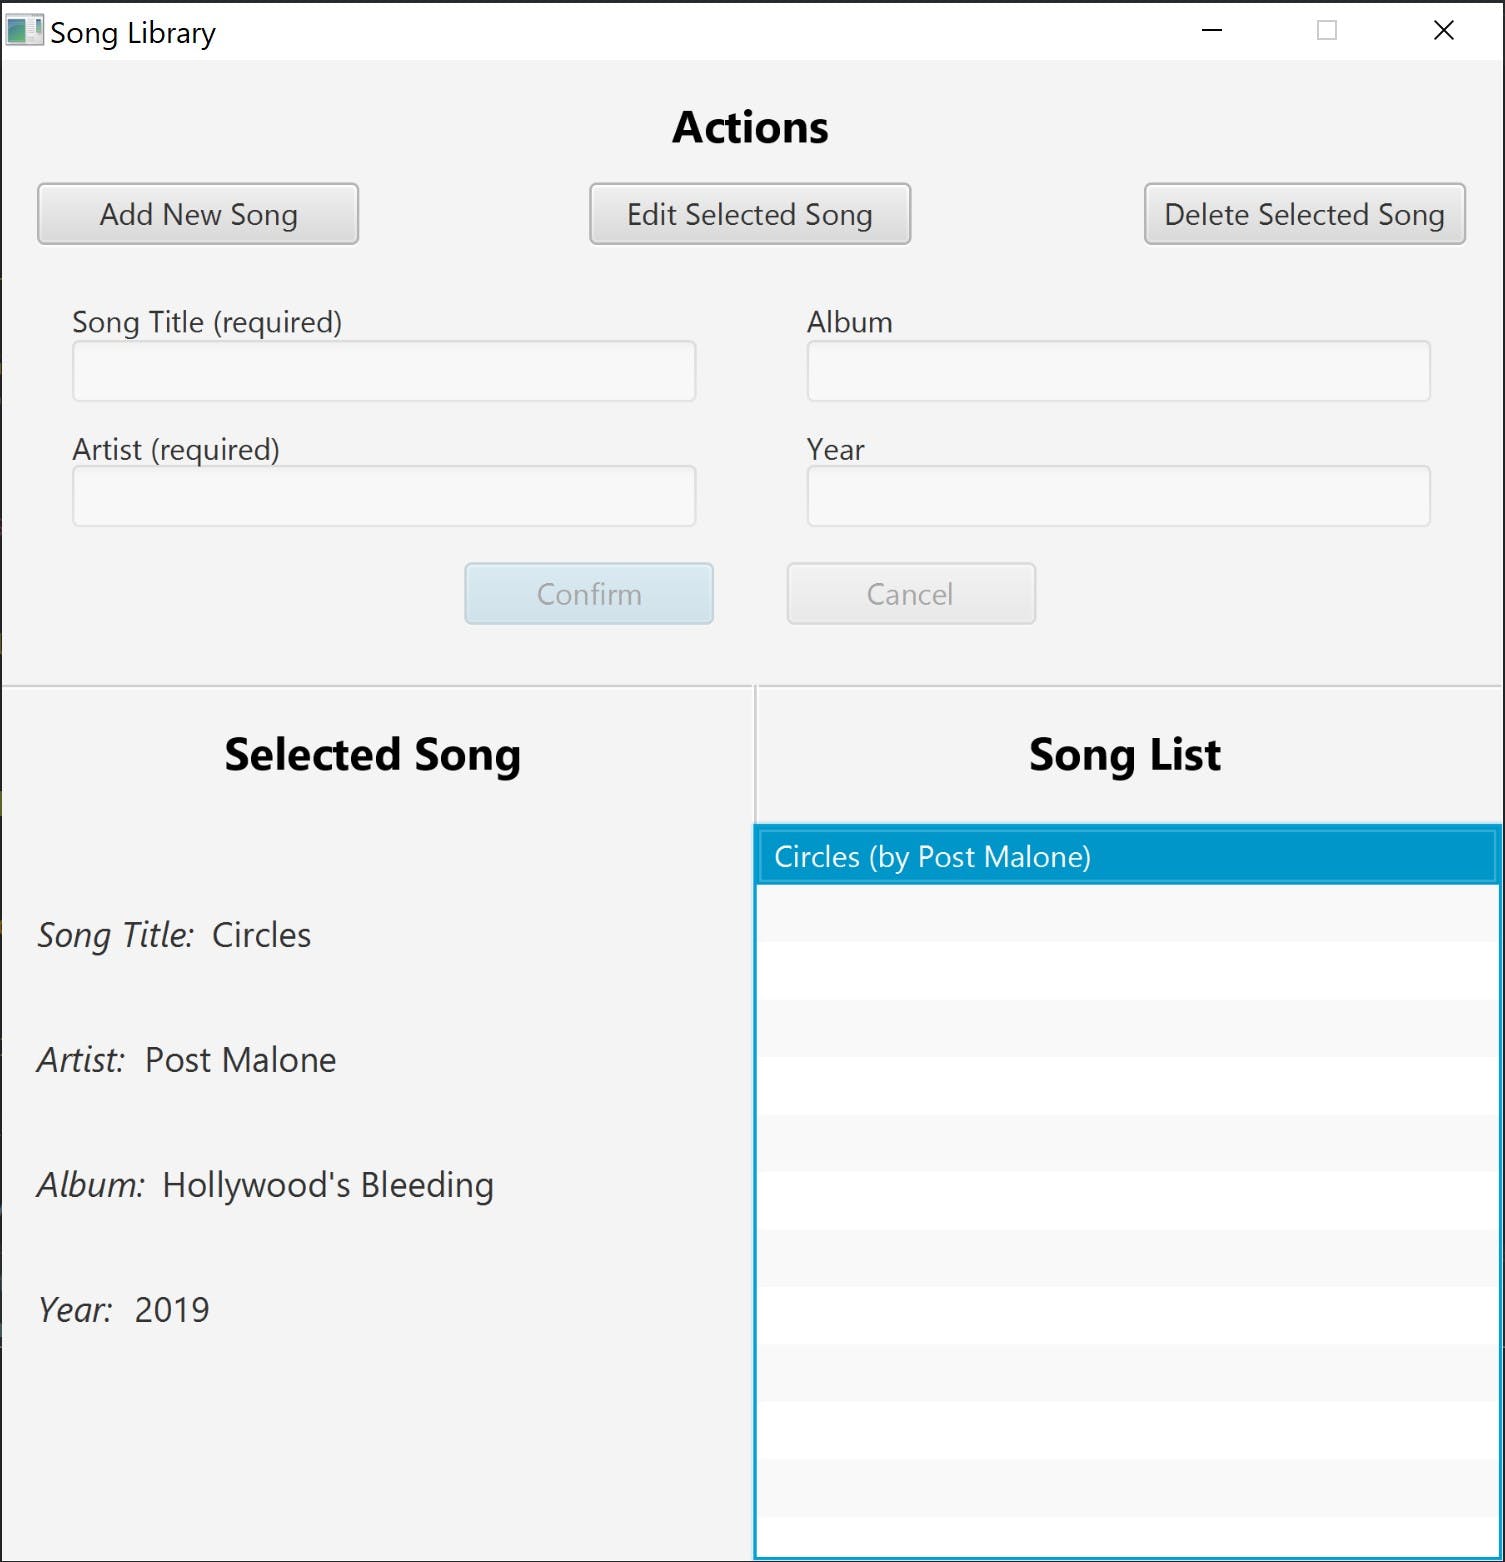 Song Library
Actions
Add New Song
Edit Selected Song
Delete Selected Song
Song Title (required)
Album
Artist (required)
Year
Confirm
Cancel
Selected Song
Song Title: Circles
Artist: Post Malone
Album: Hollywood's Bleeding
Year: 2019
Song List
Circles (by Post Malone)